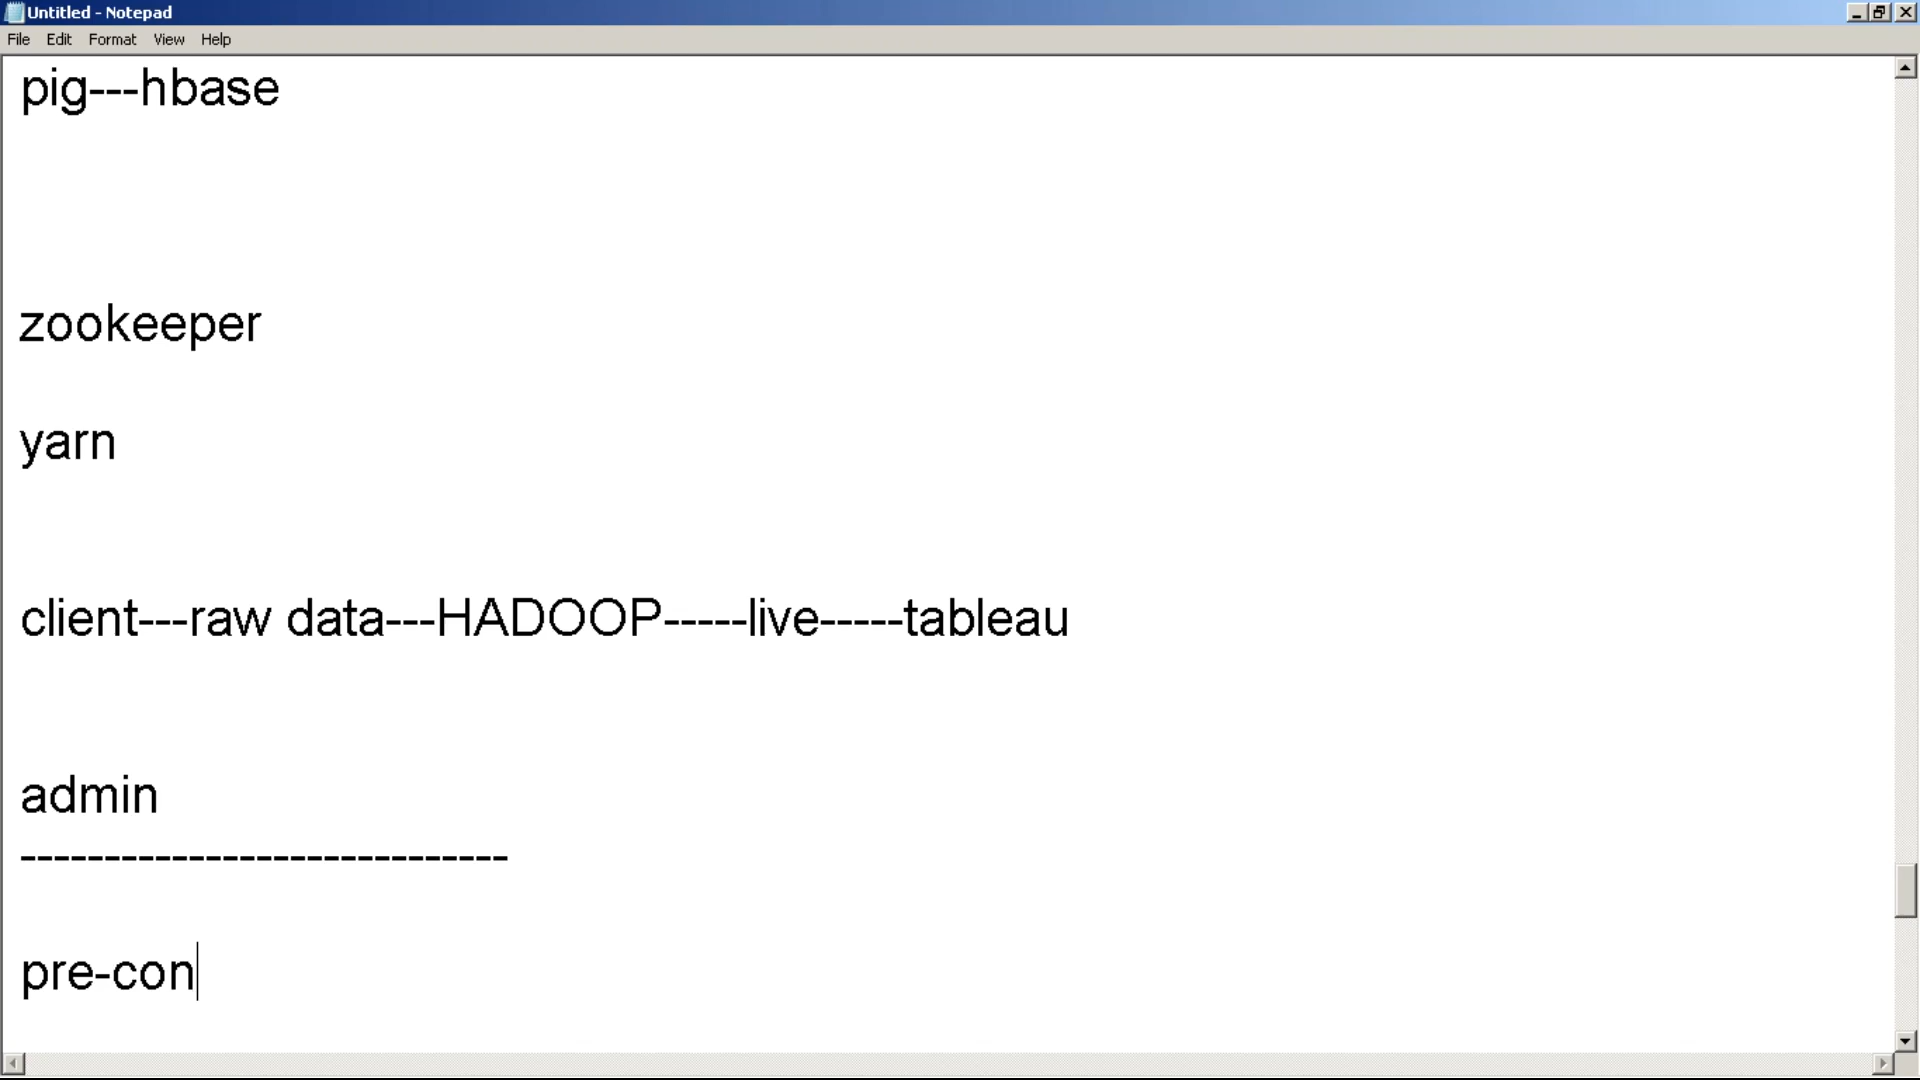 Untitled - Notepad
File Edit Format View Help
pig---hbase
zookeeper
yarn
client---raw data---HADOOP-----live-----tableau
admin
-----------------------------
pre-con